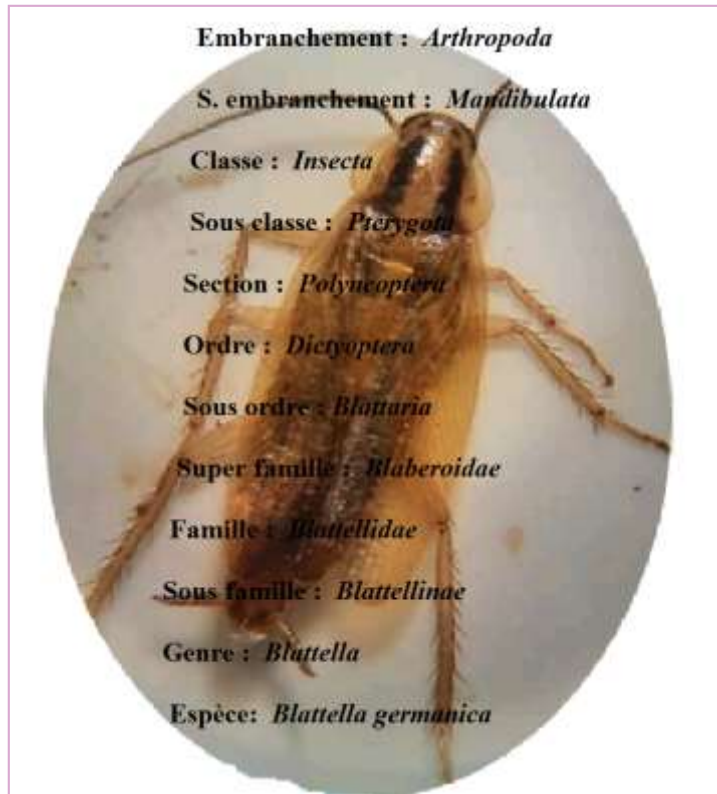 Embranchement : Arthropoda
S. embranchement : Mandibulata
Classe : Insecta
Sous classe : Pterygota
Section : Polyneoptera
Ordre : Dictyoptera
Sous ordre : Blattaria
Super famille : Blaberoidae
Famille : Blattellidae
Sous famille : Blattellinae
Genre : Blattella
Espèce: Blattella germanica